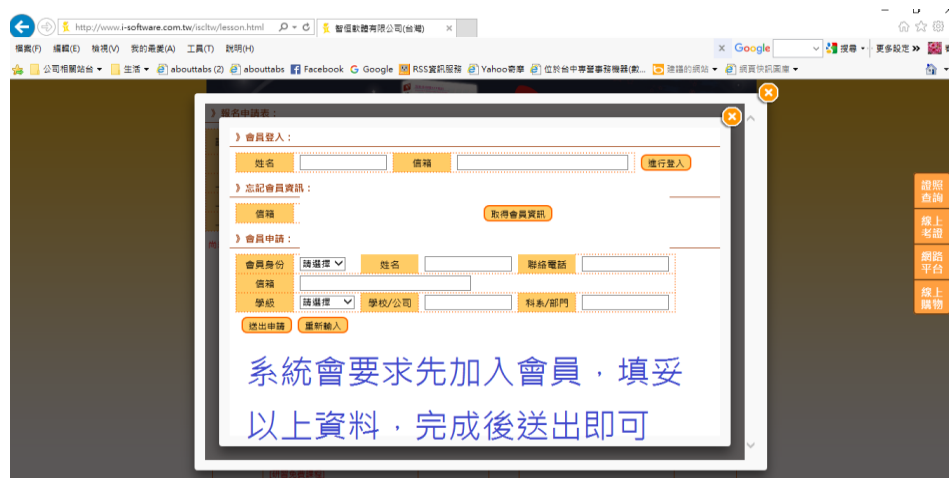 http://www.i-software.com.tw/iscltw/lesson.html
智恆軟體有限公司(台灣)
檔案(F) 編輯(E) 檢視(V) 我的最愛(A) 工具(T) 說明(H)
x Google 搜尋 更多設定 »
公司相關站台 生活 abouttabs (2) abouttabs Facebook G Google RSS資訊服務 Yahoo奇摩 位於台中專營事務機器(數... 建議的網站 網頁快訊圖庫
》報名申請表：
》會員登入：
姓名 信箱 進行登入
》忘記會員資訊：
信箱 取得會員資訊
》會員申請：
會員身份 請選擇 姓名 聯絡電話
信箱
學級 請選擇 學校/公司 科系/部門
送出申請 重新輸入
系統會要求先加入會員，填妥
以上資料，完成後送出即可
證照
查詢
線上
考證
網路
平台
線上
購物